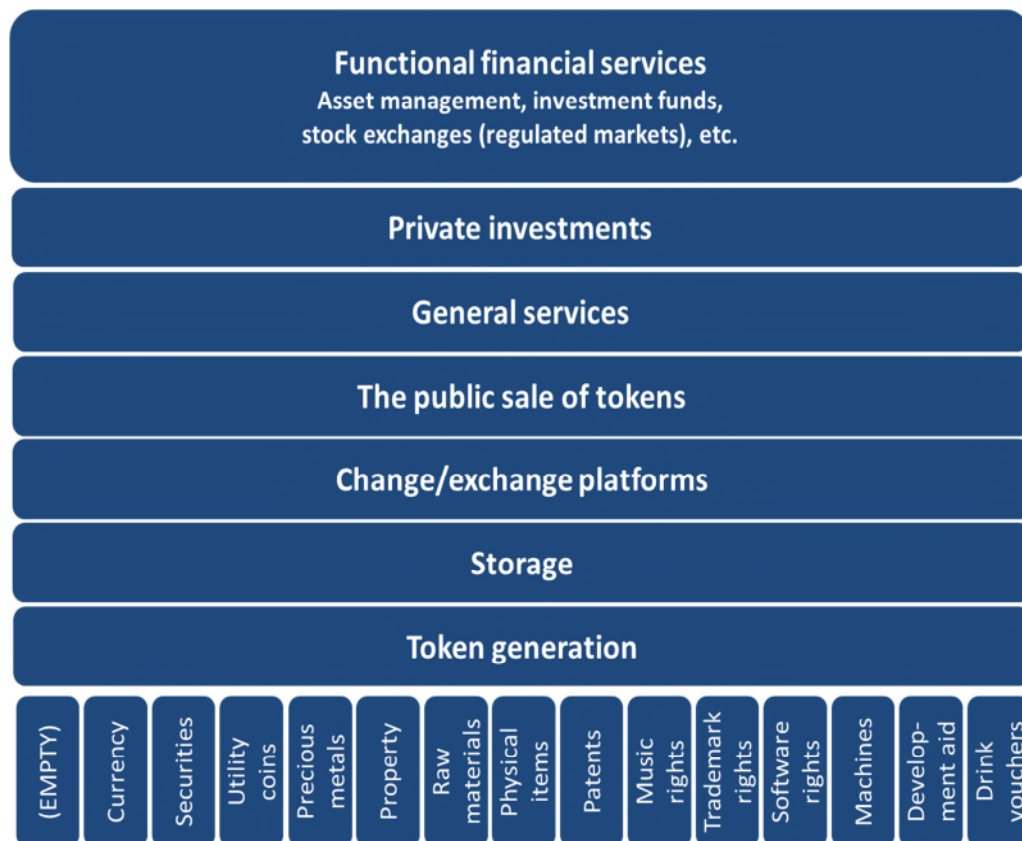 Functional financial services
Asset management, investment funds,
stock exchanges (regulated markets), etc.
Private investments
General services
The public sale of tokens
Change/exchange platforms
Storage
Token generation
(EMPTY)
Currency
Securities
Utility
coins
Precious
metals
Property
Raw
materials
Physical
items
Patents
Music
rights
Trademark
rights
Software
rights
Machines
Develop-
ment aid
Drink
vouchers